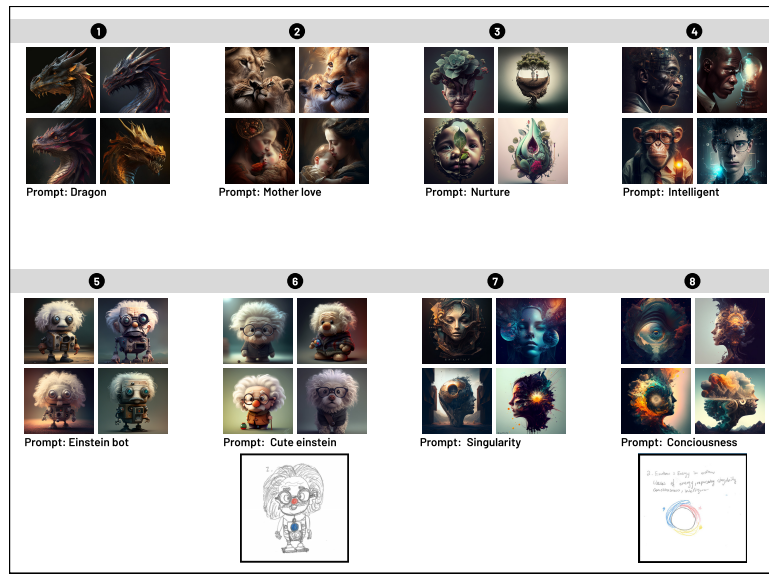 1
2
3
4
Prompt: Dragon
Prompt: Mother love
Prompt: Nurture
Prompt: Intelligent
5
6
7
8
Prompt: Einstein bot
Prompt: Cute einstein
Prompt: Singularity
Prompt: Conciousness